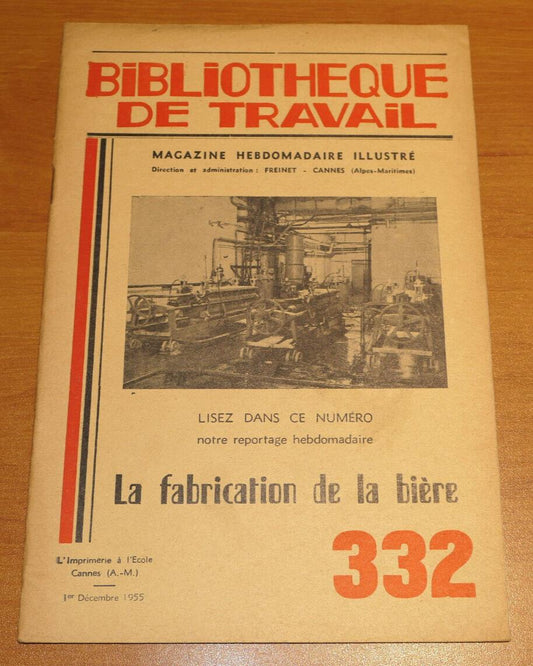 BiBLiOTHEQUE
DE TRAVAiL
MAGAZINE HEBDOMADAIRE ILLUSTRÉ
Direction et administration : FREINET - CANNES (Alpes-Maritimes)
LISEZ DANS CE NUMÉRO
notre reportage hebdomadaire
La fabrication de la bière
332
L'Imprimerie à l'Ecole
Cannes (A.-M.)
1er Décembre 1955